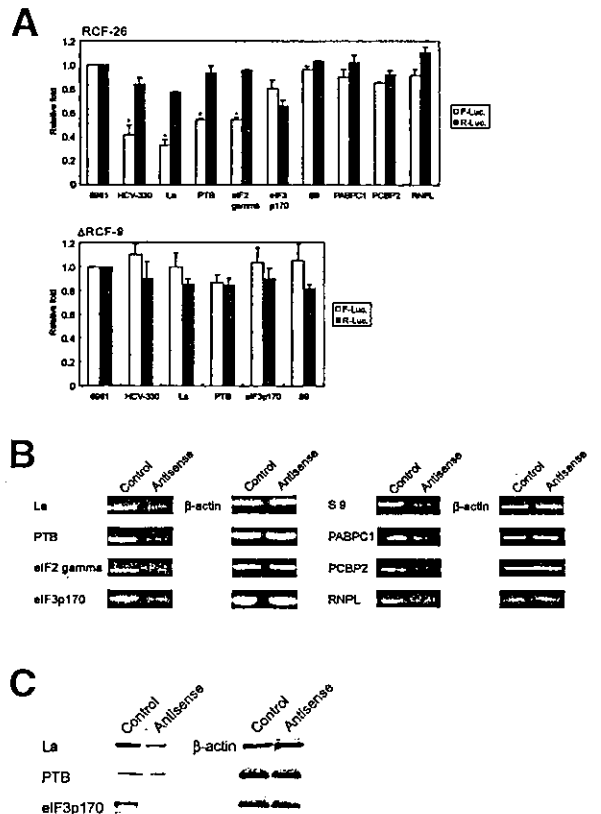 A
RCF-26
1.2
1.0
0.8
0.6
0.4
0.2
0
Relative fold
HCV-330
La
PTB
eIF2 gamma
eIF3 p170
S9
PABPC1
PCBP2
RNPL
F-Luc.
R-Luc.
ΔRCF-9
1.2
1.0
0.8
0.6
0.4
0.2
0
Relative fold
HCV-330
La
PTB
eIF3p170
S9
F-Luc.
R-Luc.
B
Control Antisense Control Antisense Control Antisense Control Antisense
La β-actin S 9 β-actin
PTB PABPC1
eIF2 gamma PCBP2
eIF3p170 RNPL
C
Control Antisense Control Antisense
La β-actin
PTB
eIF3p170